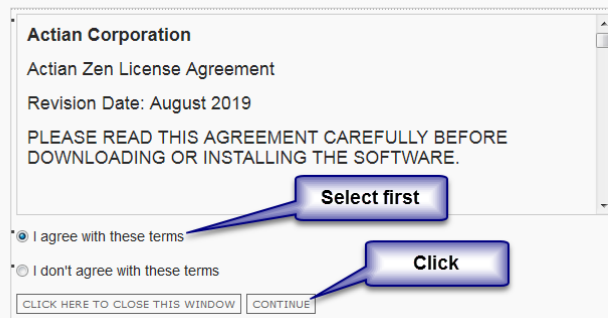 Actian Corporation
Actian Zen License Agreement
Revision Date: August 2019
PLEASE READ THIS AGREEMENT CAREFULLY BEFORE
DOWNLOADING OR INSTALLING THE SOFTWARE.
Select first
I agree with these terms
Click
I don't agree with these terms
CLICK HERE TO CLOSE THIS WINDOW CONTINUE